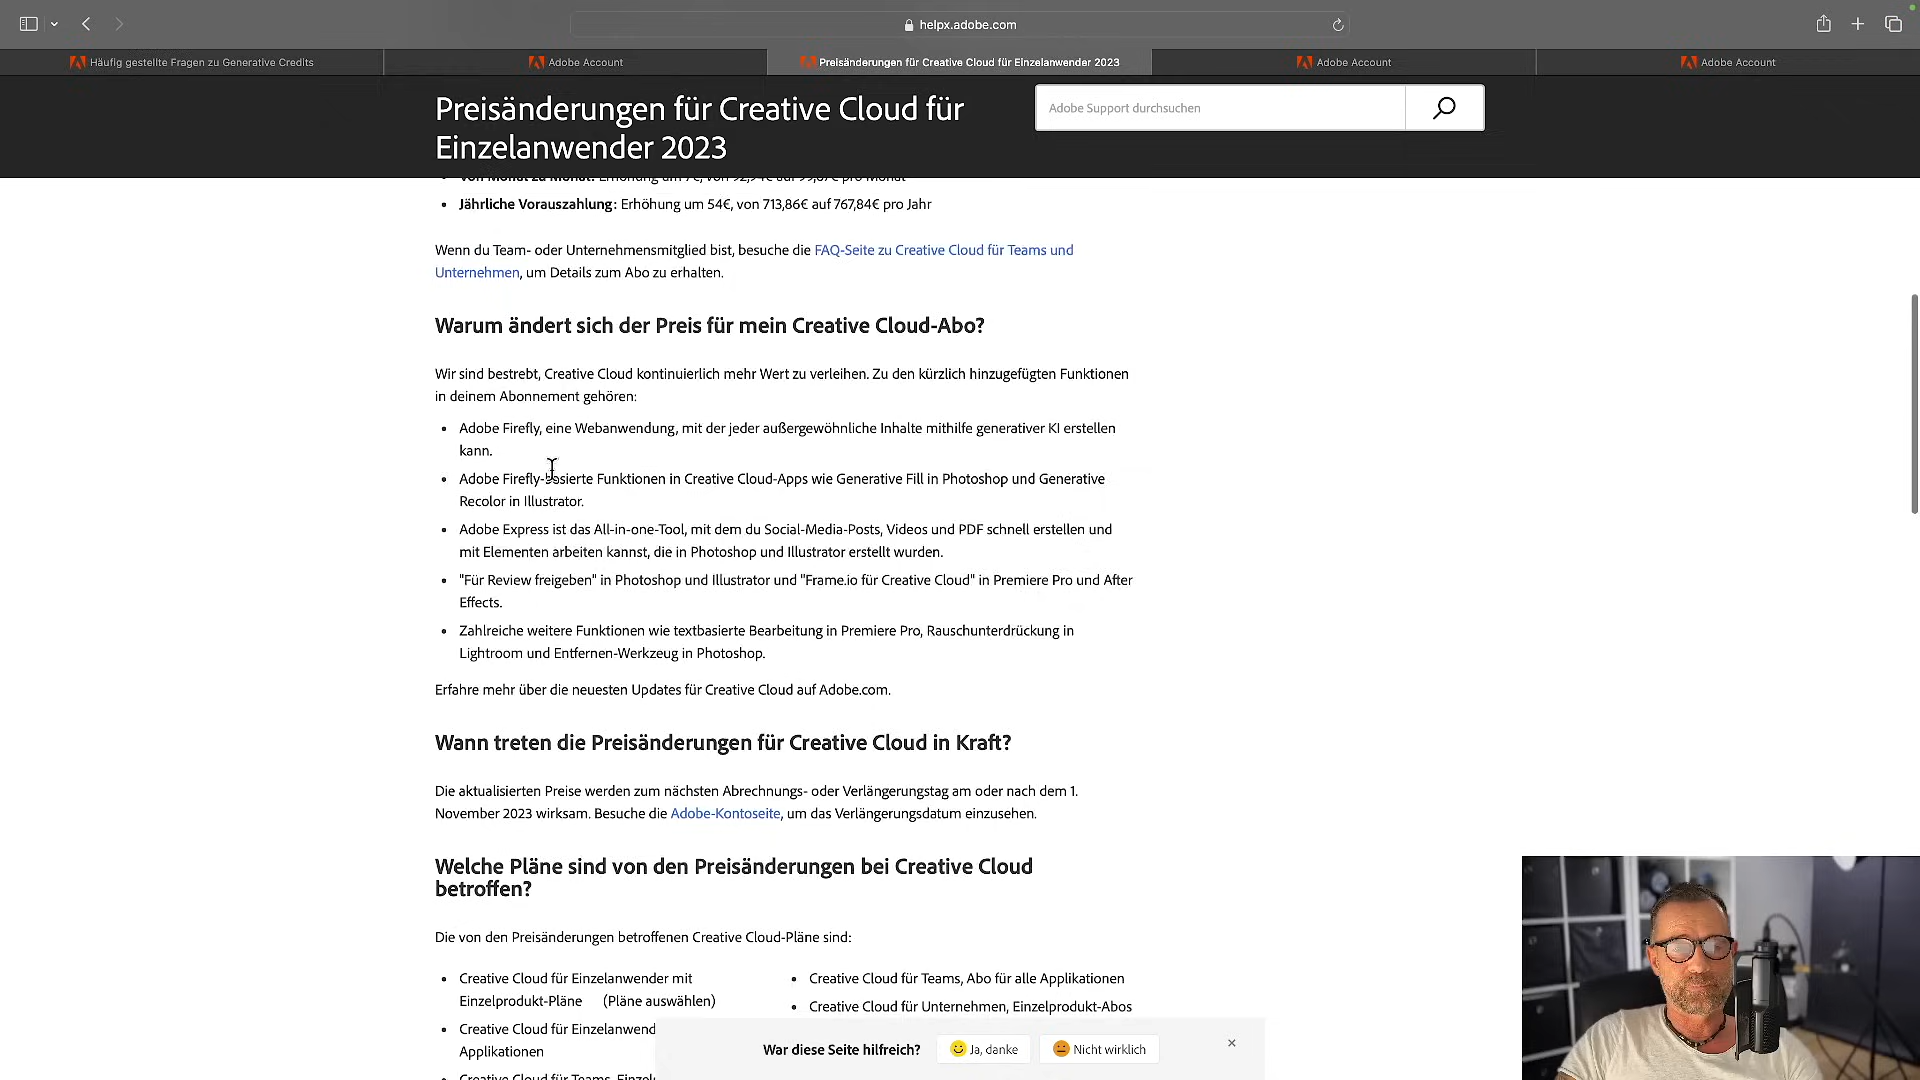 helpx.adobe.com
Häufig gestellte Fragen zu Generative Credits
Adobe Account
Preisänderungen für Creative Cloud für Einzelanwender 2023
Adobe Account
Adobe Account
Preisänderungen für Creative Cloud für
Einzelanwender 2023
Adobe Support durchsuchen
• Jährliche Vorauszahlung: Erhöhung um 54€, von 713,86€ auf 767,84€ pro Jahr
Wenn du Team- oder Unternehmensmitglied bist, besuche die FAQ-Seite zu Creative Cloud für Teams und
Unternehmen, um Details zum Abo zu erhalten.
Warum ändert sich der Preis für mein Creative Cloud-Abo?
Wir sind bestrebt, Creative Cloud kontinuierlich mehr Wert zu verleihen. Zu den kürzlich hinzugefügten Funktionen
in deinem Abonnement gehören:
• Adobe Firefly, eine Webanwendung, mit der jeder außergewöhnliche Inhalte mithilfe generativer KI erstellen
kann.
• Adobe Firefly-basierte Funktionen in Creative Cloud-Apps wie Generative Fill in Photoshop und Generative
Recolor in Illustrator.
• Adobe Express ist das All-in-one-Tool, mit dem du Social-Media-Posts, Videos und PDF schnell erstellen und
mit Elementen arbeiten kannst, die in Photoshop und Illustrator erstellt wurden.
• "Für Review freigeben" in Photoshop und Illustrator und "Frame.io für Creative Cloud" in Premiere Pro und After
Effects.
• Zahlreiche weitere Funktionen wie textbasierte Bearbeitung in Premiere Pro, Rauschunterdrückung in
Lightroom und Entfernen-Werkzeug in Photoshop.
Erfahre mehr über die neuesten Updates für Creative Cloud auf Adobe.com.
Wann treten die Preisänderungen für Creative Cloud in Kraft?
Die aktualisierten Preise werden zum nächsten Abrechnungs- oder Verlängerungstag am oder nach dem 1.
November 2023 wirksam. Besuche die Adobe-Kontoseite, um das Verlängerungsdatum einzusehen.
Welche Pläne sind von den Preisänderungen bei Creative Cloud
betroffen?
Die von den Preisänderungen betroffenen Creative Cloud-Pläne sind:
• Creative Cloud für Einzelanwender mit
Einzelprodukt-Pläne (Pläne auswählen)
• Creative Cloud für Einzelanwend
Applikationen
• Creative Cloud für Teams, Abo für alle Applikationen
• Creative Cloud für Unternehmen, Einzelprodukt-Abos
War diese Seite hilfreich?
Ja, danke
Nicht wirklich